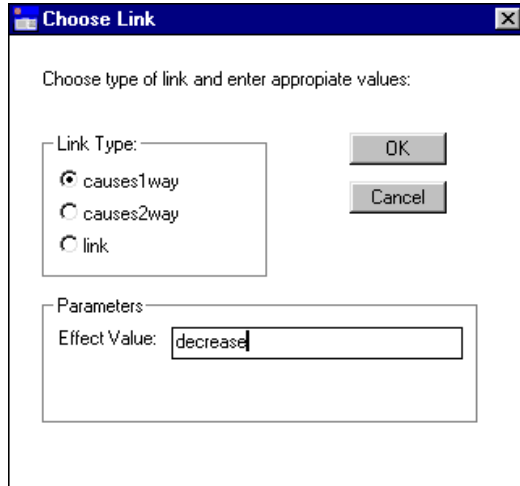 Choose Link
Choose type of link and enter appropiate values:
Link Type:
causes1way
causes2way
link
OK
Cancel
Parameters
Effect Value: decrease